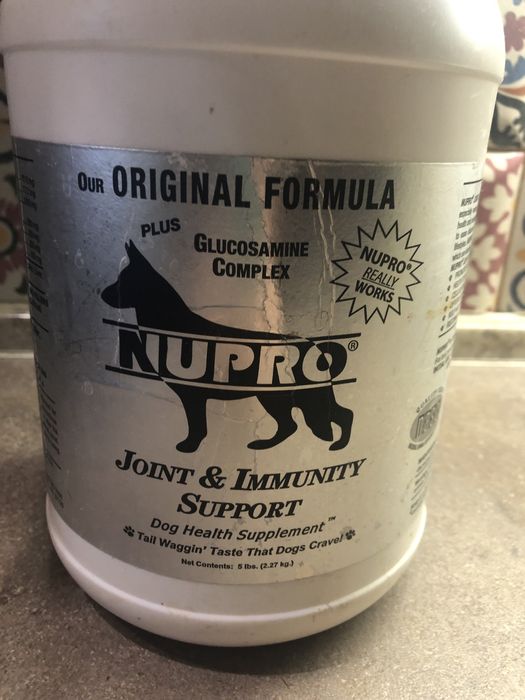 OUR ORIGINAL FORMULA
PLUS
GLUCOSAMINE
COMPLEX
NUPRO®
REALLY
WORKS
NUPRO®
JOINT & IMMUNITY
SUPPORT
Dog Health Supplement™
Tail Waggin' Taste That Dogs Crave!
Net Contents: 5 lbs. (2.27 kg.)